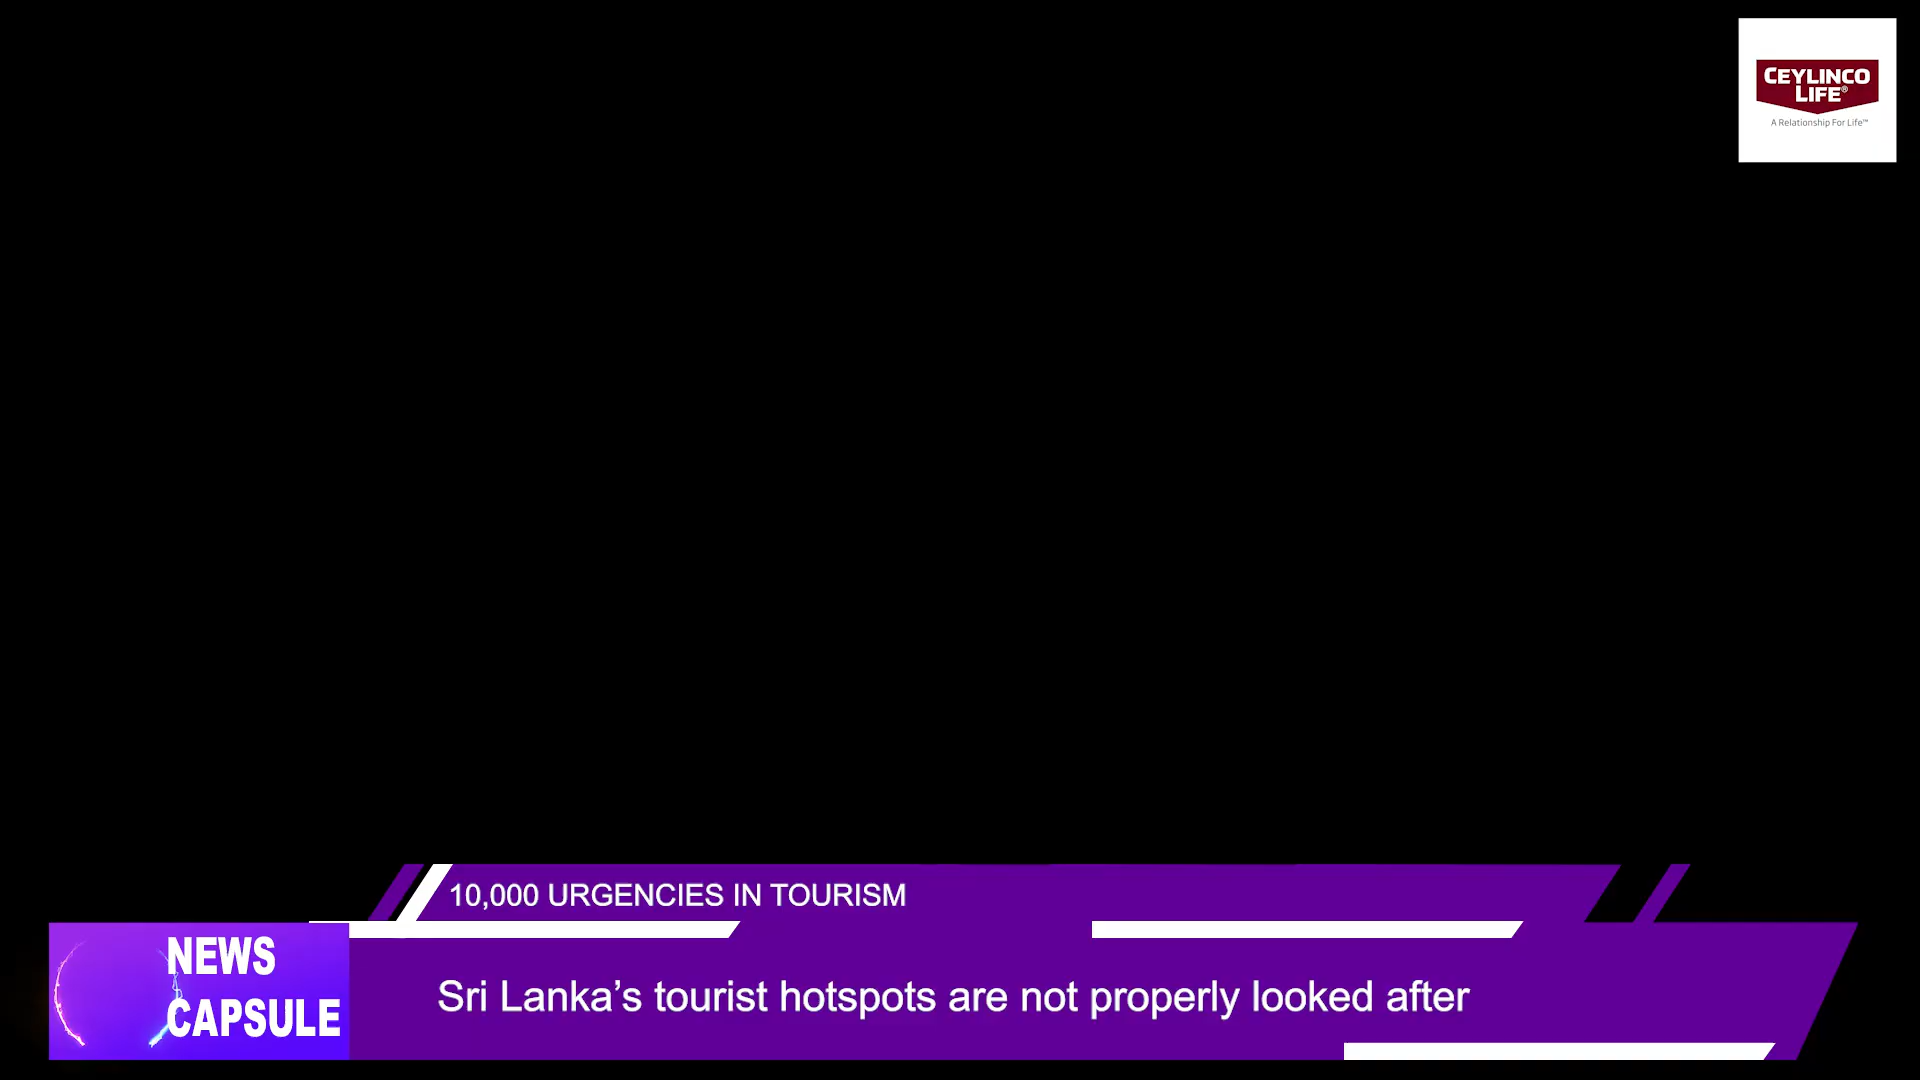 CEYLINCO
LIFE®
A Relationship For Life™
10,000 URGENCIES IN TOURISM
NEWS
CAPSULE
Sri Lanka’s tourist hotspots are not properly looked after